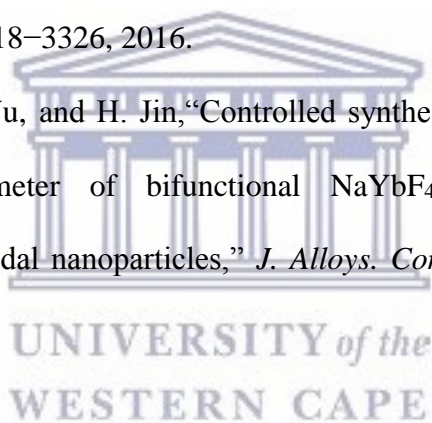 18−3326, 2016.
u, and H. Jin,“Controlled synthe
meter of bifunctional NaYbF₄
dal nanoparticles,” J. Alloys. Con
UNIVERSITY of the
WESTERN CAPE